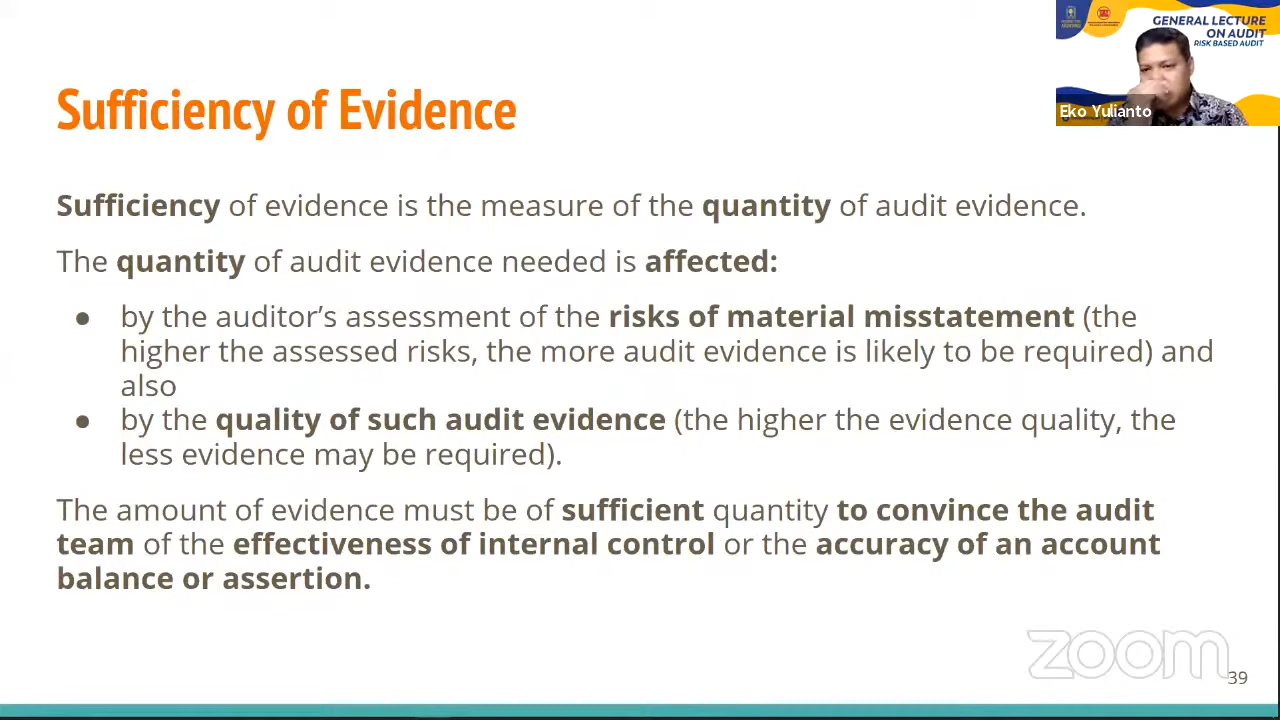 GENERAL LECTURE
ON AUDIT
RISK BASED AUDIT
Eko Yulianto
Sufficiency of Evidence
Sufficiency of evidence is the measure of the quantity of audit evidence.
The quantity of audit evidence needed is affected:
● by the auditor’s assessment of the risks of material misstatement (the
higher the assessed risks, the more audit evidence is likely to be required) and
also
● by the quality of such audit evidence (the higher the evidence quality, the
less evidence may be required).
The amount of evidence must be of sufficient quantity to convince the audit
team of the effectiveness of internal control or the accuracy of an account
balance or assertion.
zoom
39